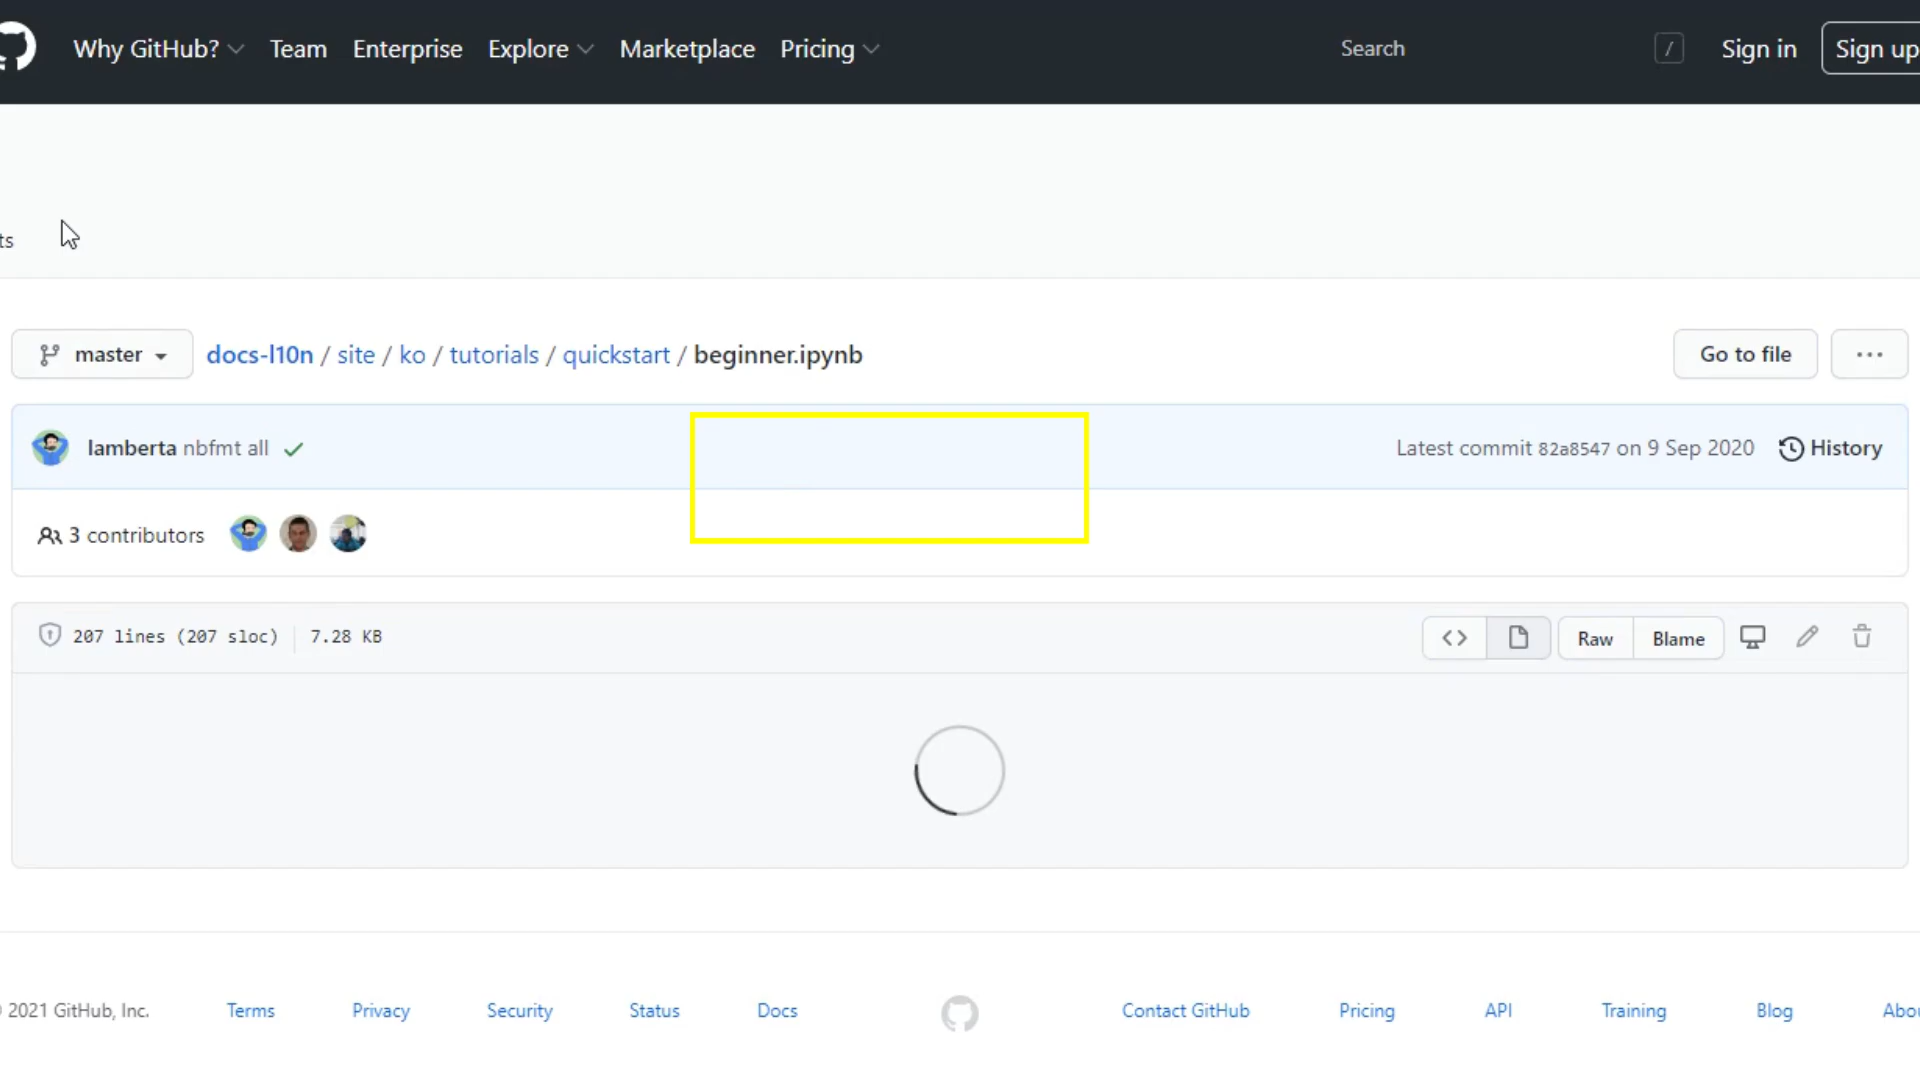 Why GitHub? Team Enterprise Explore Marketplace Pricing Search / Sign in Sign up
ts
master docs-l10n / site / ko / tutorials / quickstart / beginner.ipynb Go to file ...
lamberta nbfmt all Latest commit 82a8547 on 9 Sep 2020 History
3 contributors
207 lines (207 sloc) 7.28 KB <> Raw Blame
2021 GitHub, Inc. Terms Privacy Security Status Docs Contact GitHub Pricing API Training Blog Abou